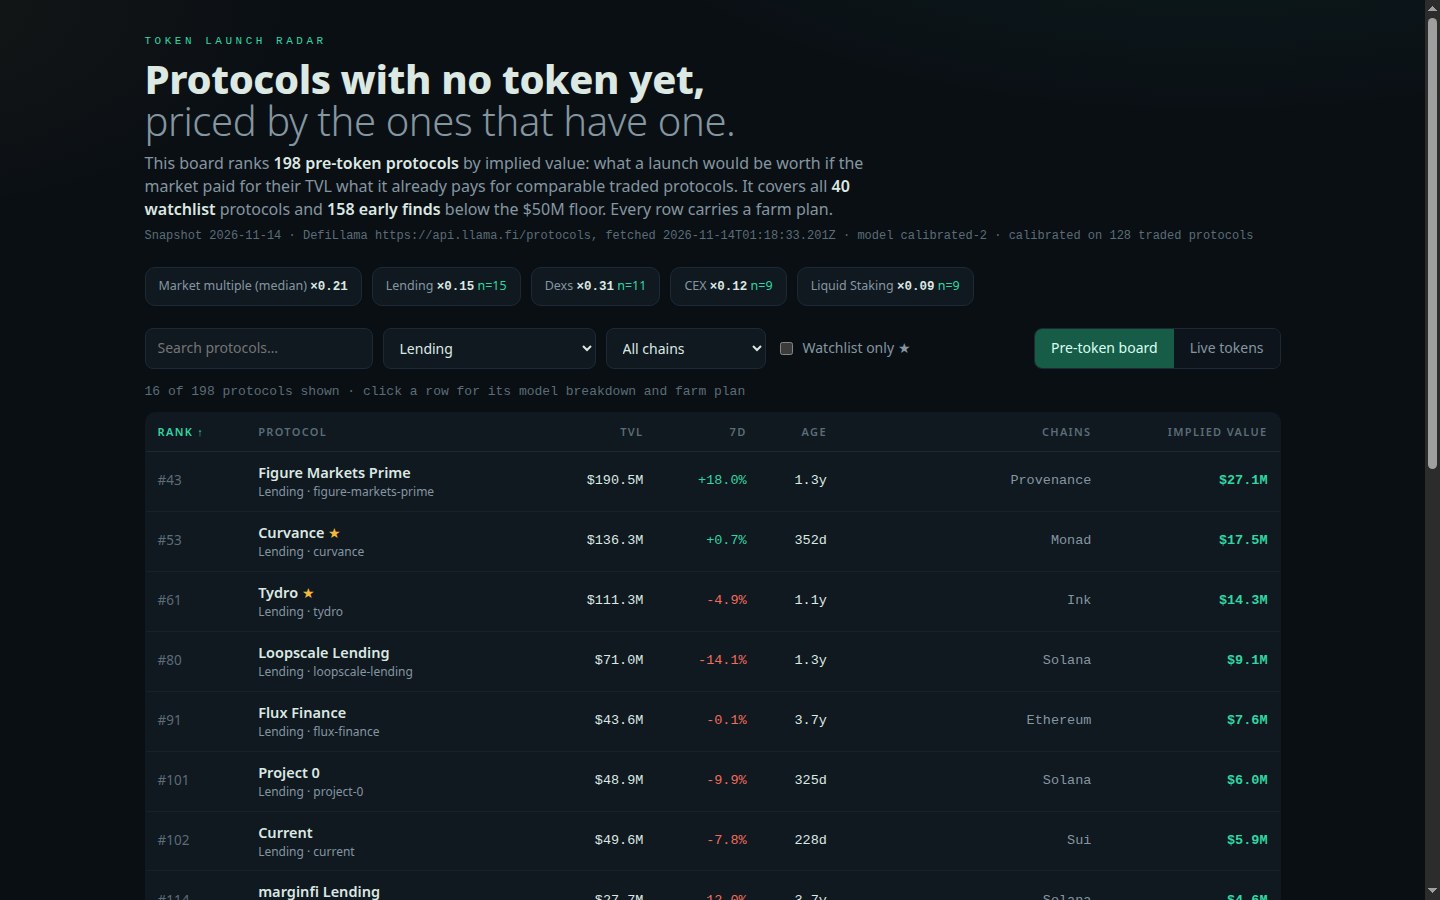 TOKEN LAUNCH RADAR
Protocols with no token yet,
priced by the ones that have one.
This board ranks 198 pre-token protocols by implied value: what a launch would be worth if the
market paid for their TVL what it already pays for comparable traded protocols. It covers all 40
watchlist protocols and 158 early finds below the $50M floor. Every row carries a farm plan.
Snapshot 2026-11-14 · DefiLlama https://api.llama.fi/protocols, fetched 2026-11-14T01:18:33.201Z · model calibrated-2 · calibrated on 128 traded protocols
Market multiple (median) ×0.21 Lending ×0.15 n=15 Dexs ×0.31 n=11 CEX ×0.12 n=9 Liquid Staking ×0.09 n=9
Search protocols... Lending All chains Watchlist only ★ Pre-token board Live tokens
16 of 198 protocols shown · click a row for its model breakdown and farm plan
RANK ↑ PROTOCOL TVL 7D AGE CHAINS IMPLIED VALUE
#43 Figure Markets Prime $190.5M +18.0% 1.3y Provenance $27.1M
Lending · figure-markets-prime
#53 Curvance ★ $136.3M +0.7% 352d Monad $17.5M
Lending · curvance
#61 Tydro ★ $111.3M -4.9% 1.1y Ink $14.3M
Lending · tydro
#80 Loopscale Lending $71.0M -14.1% 1.3y Solana $9.1M
Lending · loopscale-lending
#91 Flux Finance $43.6M -0.1% 3.7y Ethereum $7.6M
Lending · flux-finance
#101 Project 0 $48.9M -9.9% 325d Solana $6.0M
Lending · project-0
#102 Current $49.6M -7.8% 228d Sui $5.9M
Lending · current
#114 marginfi Lending $27.7M -12.0% 3.7y Solana $4.6M